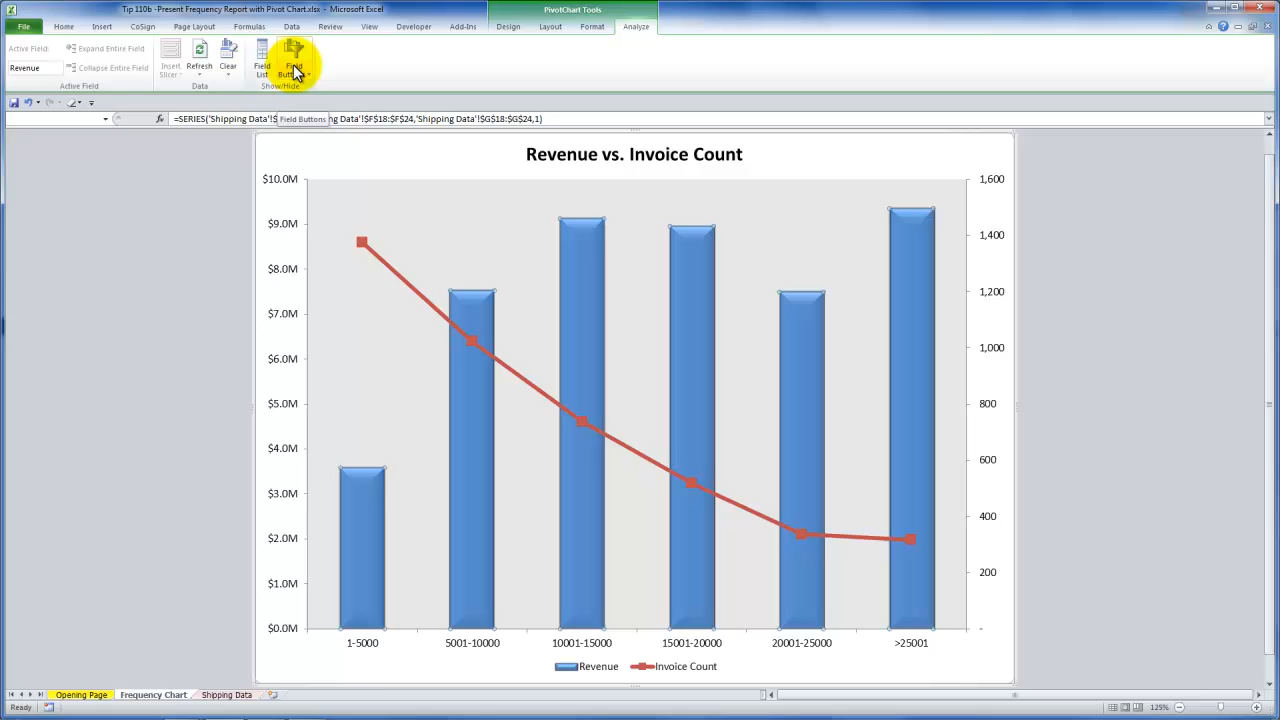 Tip 110b -Present Frequency Report with Pivot Chart.xlsx - Microsoft Excel
PivotChart Tools
File Home Insert CoSign Page Layout Formulas Data Review View Developer Add-Ins Design Layout Format Analyze
Active Field: Expand Entire Field
Revenue Collapse Entire Field
Insert Slicer Refresh Clear Field List Field
Active Field Data Show/Hide
=SERIES('Shipping Data'!$ ng Data'!$F$18:$F$24,'Shipping Data'!$G$18:$G$24,1)
Field Buttons
Revenue vs. Invoice Count
$10.0M 1,600
$9.0M 1,400
$8.0M
$7.0M 1,200
$6.0M 1,000
$5.0M 800
$4.0M 600
$3.0M
$2.0M 400
$1.0M 200
$0.0M -
1-5000 5001-10000 10001-15000 15001-20000 20001-25000 >25001
Revenue Invoice Count
Opening Page Frequency Chart Shipping Data
Ready 125%